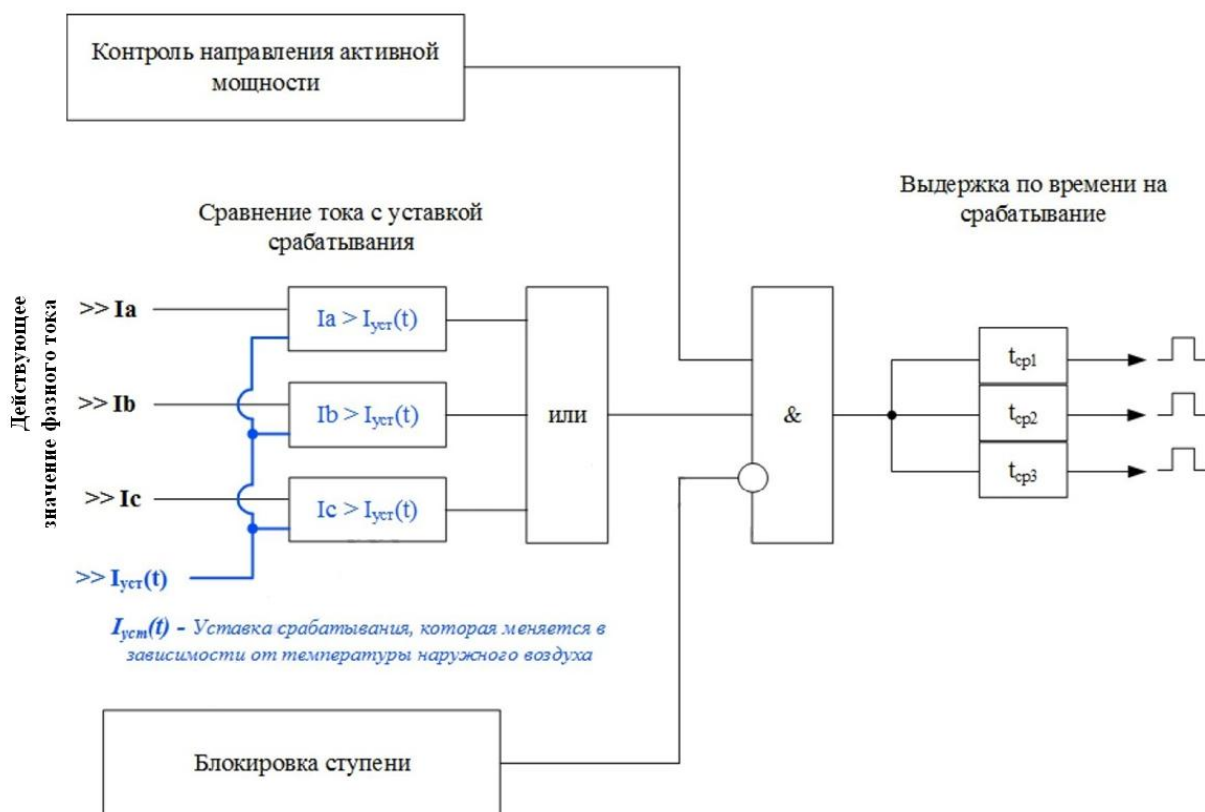 Контроль направления активной
мощности
Выдержка по времени на
срабатывание
Сравнение тока с уставкой
срабатывания
Действующее
значение фазного тока
>> Ia
Ia > Iуст(t)
>> Ib
Ib > Iуст(t)
>> Ic
Ic > Iуст(t)
>> Iуст(t)
или
&
tср1
tср2
tср3
Iуст(t) - Уставка срабатывания, которая меняется в
зависимости от температуры наружного воздуха
Блокировка ступени